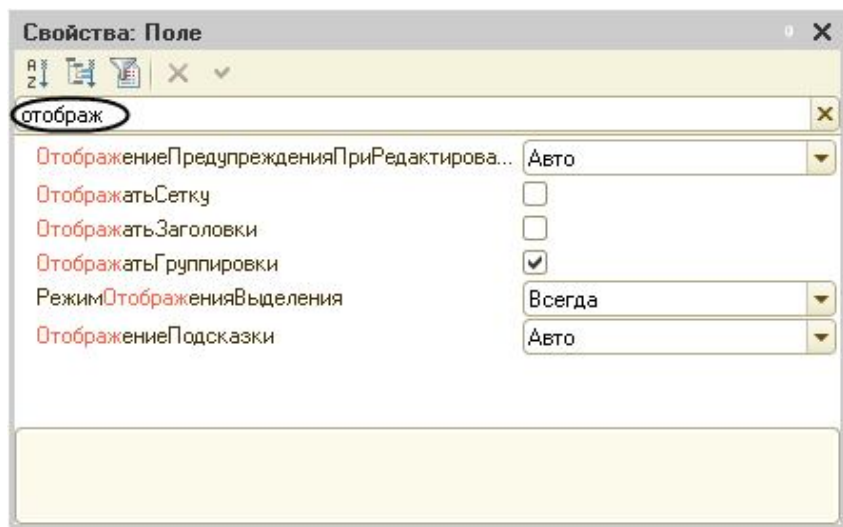 Свойства: Поле
отображ
ОтображениеПредупрежденияПриРедактирова... Авто
ОтображатьСетку
ОтображатьЗаголовки
ОтображатьГруппировки
РежимОтображенияВыделения Всегда
ОтображениеПодсказки Авто